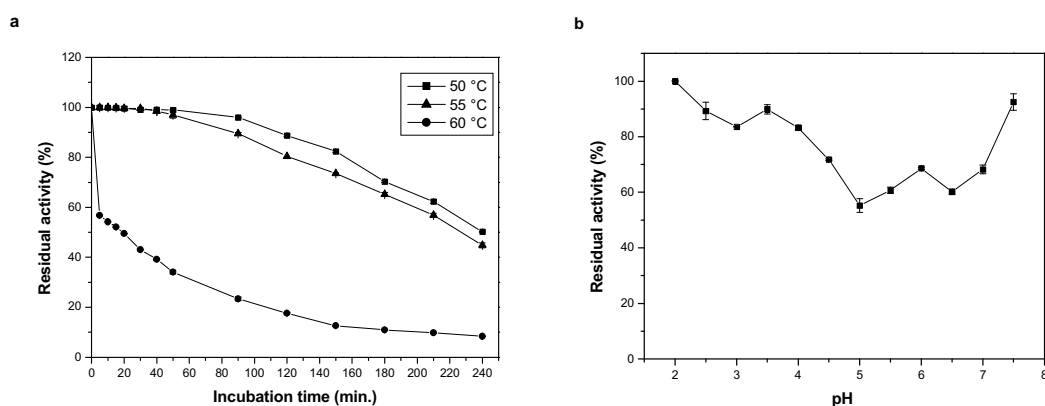 a
120
100
80
60
40
20
0
Residual activity (%)
50 °C
55 °C
60 °C
0 20 40 60 80 100 120 140 160 180 200 220 240
Incubation time (min.)
b
100
80
60
40
20
0
Residual activity (%)
2 3 4 5 6 7 8
pH